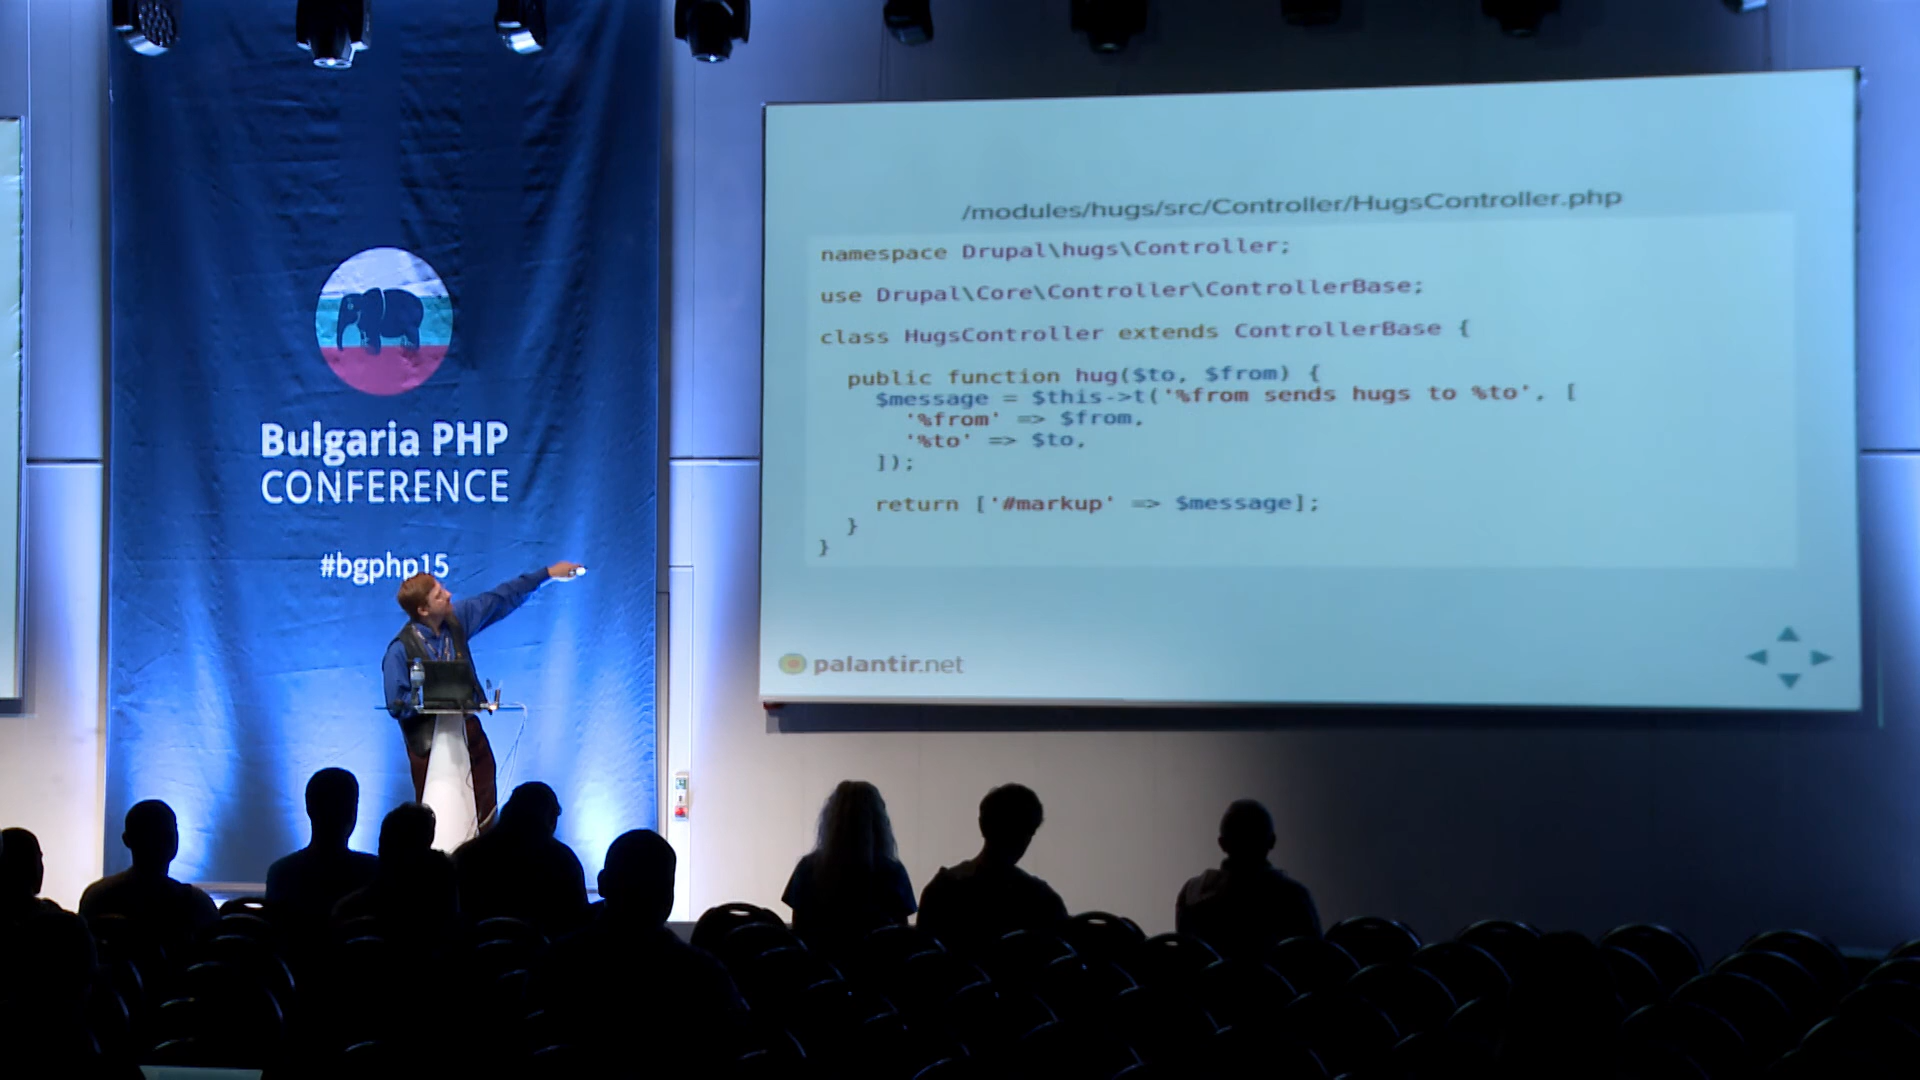 Bulgaria PHP
CONFERENCE
#bgphp15
/modules/hugs/src/Controller/HugsController.php
namespace Drupal\hugs\Controller;
use Drupal\Core\Controller\ControllerBase;
class HugsController extends ControllerBase {
public function hug($to, $from) {
$message = $this->t('%from sends hugs to %to', [
'%from' => $from,
'%to' => $to,
]);
return ['#markup' => $message];
}
}
palantir.net